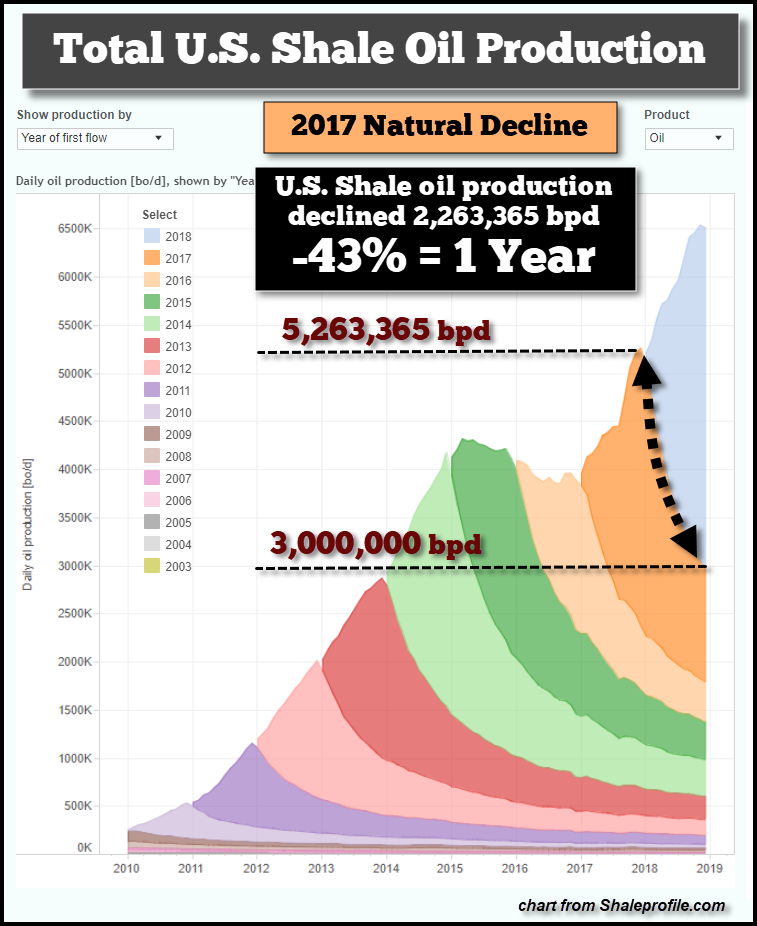 Total U.S. Shale Oil Production
Show production by
Year of first flow
2017 Natural Decline
Product
Oil
Daily oil production [bo/d], shown by "Yea
U.S. Shale oil production
declined 2,263,365 bpd
-43% = 1 Year
Select
2018
2017
2016
2015
2014
2013
2012
2011
2010
2009
2008
2007
2006
2005
2004
2003
5,263,365 bpd
3,000,000 bpd
Daily oil production [bo/d]
6500K
6000K
5500K
5000K
4500K
4000K
3500K
3000K
2500K
2000K
1500K
1000K
500K
0K
2010 2011 2012 2013 2014 2015 2016 2017 2018 2019
chart from Shaleprofile.com